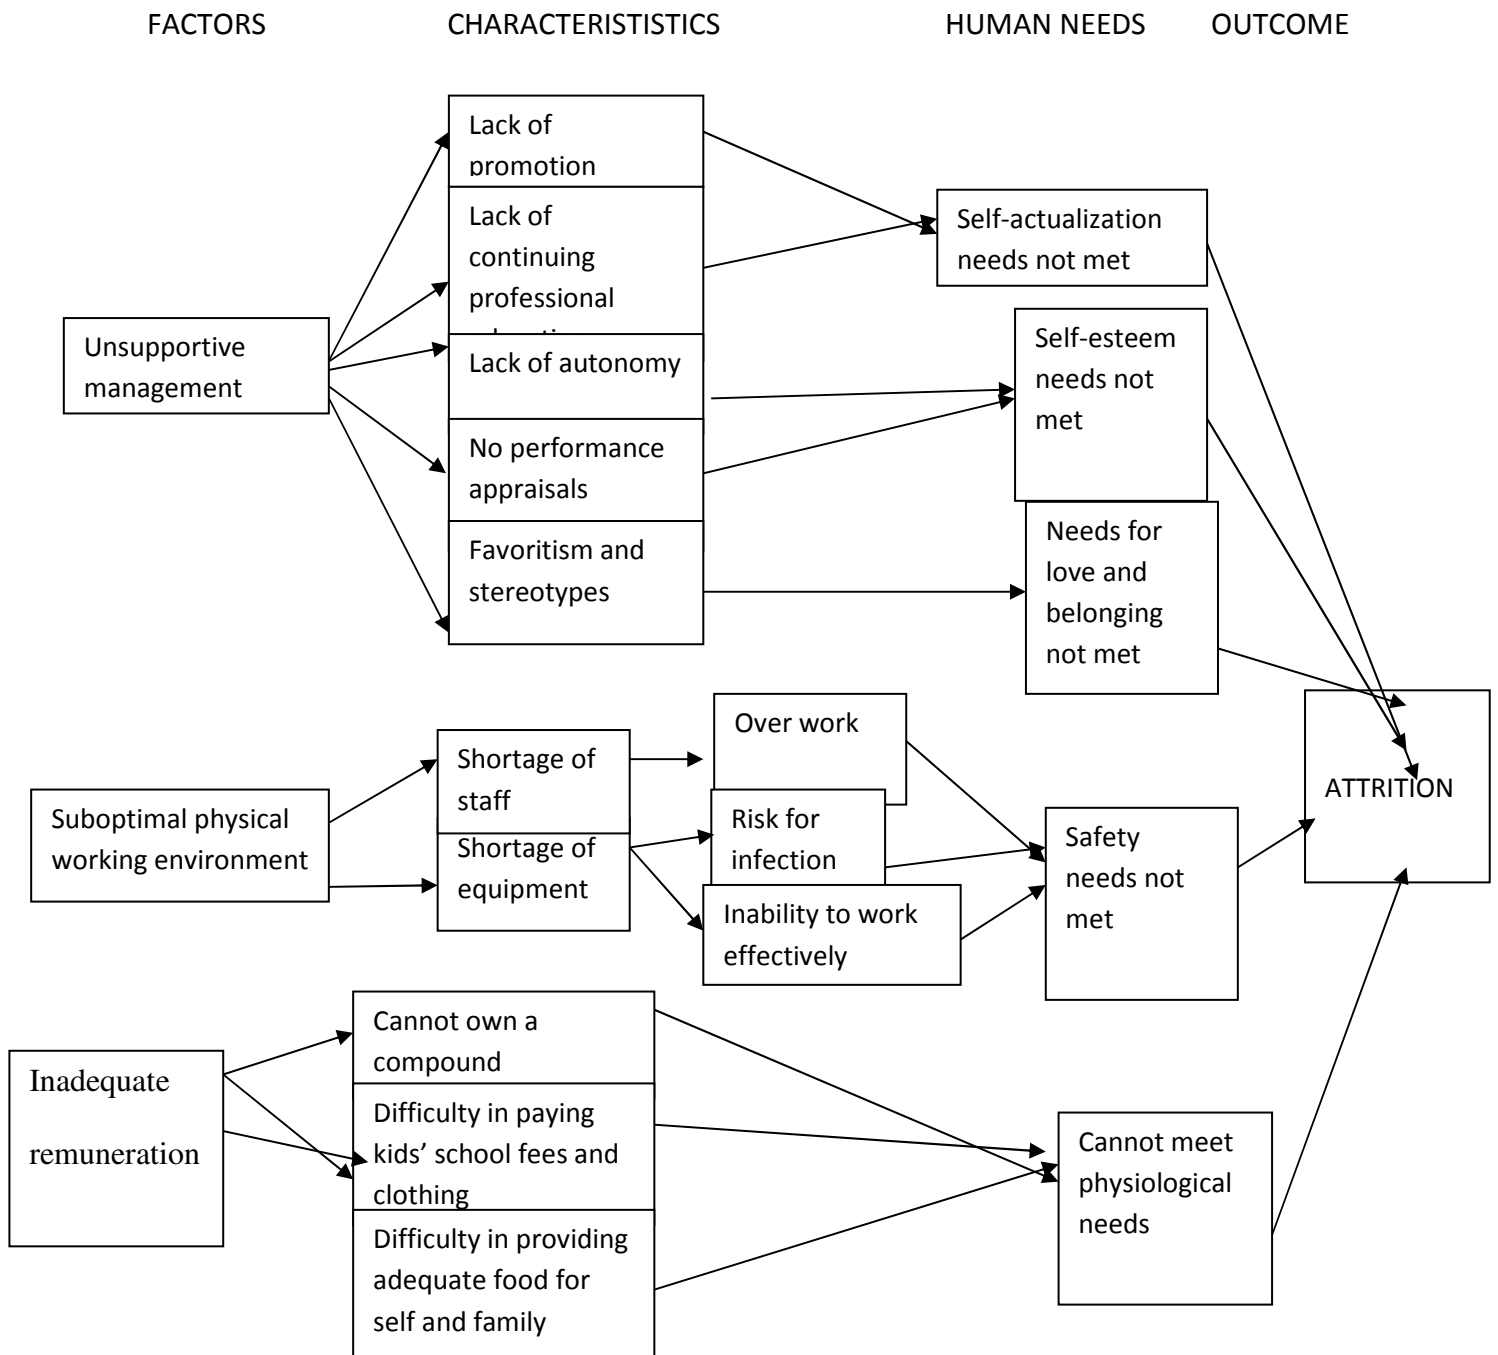 FACTORS
CHARACTERISTISTICS
HUMAN NEEDS
OUTCOME
Lack of
promotion
Lack of
continuing
professional
Lack of autonomy
No performance
appraisals
Favoritism and
stereotypes
Unsupportive
management
Self-actualization
needs not met
Self-esteem
needs not
met
Needs for
love and
belonging
not met
Suboptimal physical
working environment
Shortage of
staff
Shortage of
equipment
Over work
Risk for
infection
Inability to work
effectively
Safety
needs not
met
ATTRITION
Inadequate
remuneration
Cannot own a
compound
Difficulty in paying
kids’ school fees and
clothing
Difficulty in providing
adequate food for
self and family
Cannot meet
physiological
needs